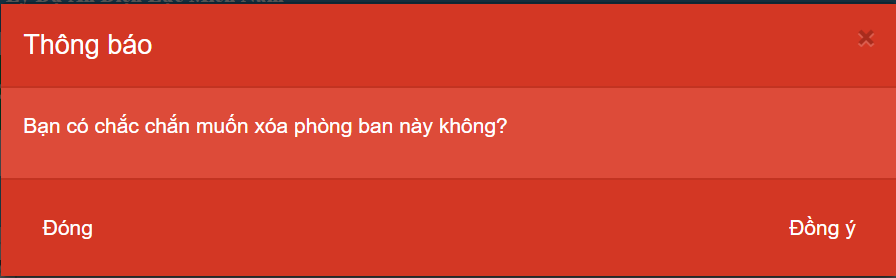 Thông báo
×
Bạn có chắc chắn muốn xóa phòng ban này không?
Đóng
Đồng ý